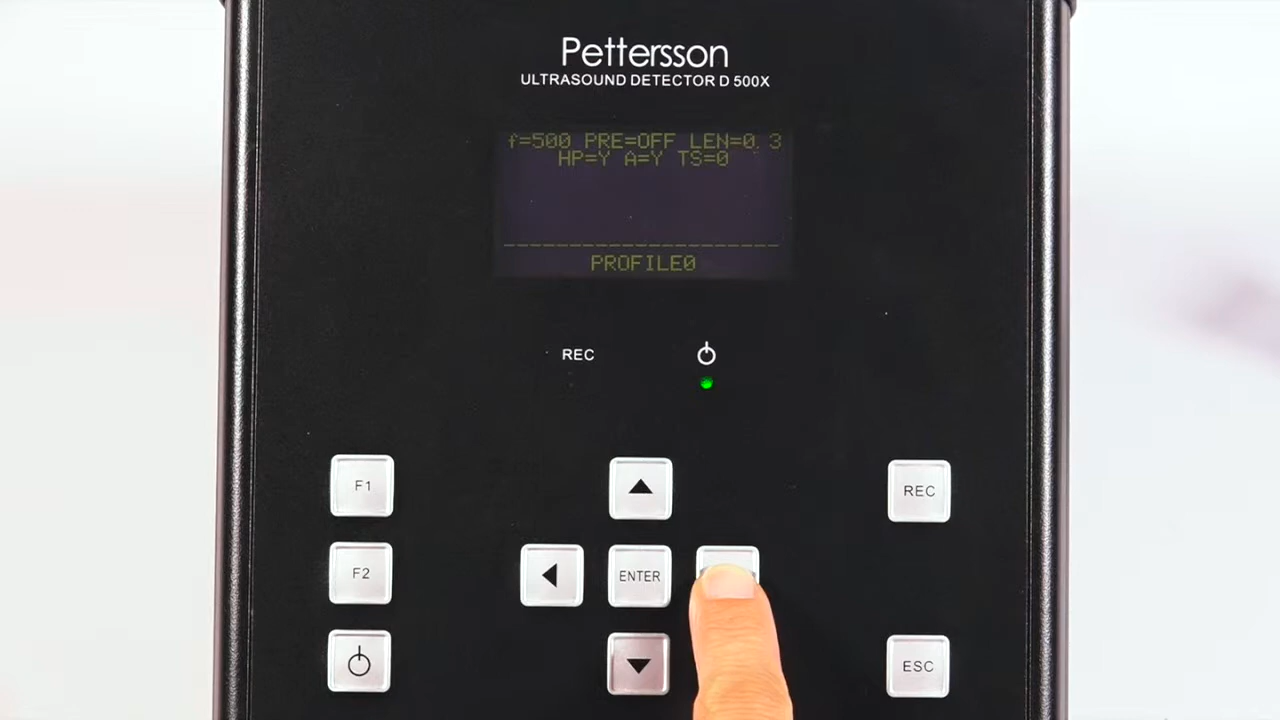 Pettersson
ULTRASOUND DETECTOR D 500X
f=500 PRE=OFF LEN=0.3
HP=Y A=Y TS=0
PROFILE0
REC
F1
REC
F2
ENTER
ESC